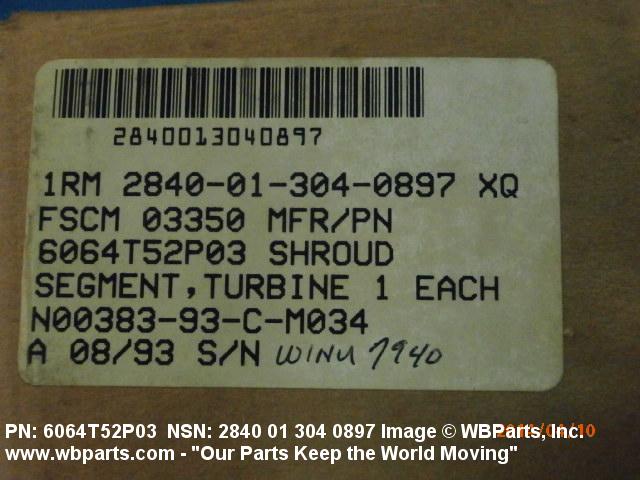 2840013040897
1RM 2840-01-304-0897 XQ
FSCM 03350 MFR/PN
6064T52P03 SHROUD
SEGMENT,TURBINE 1 EACH
N00383-93-C-M034
A 08/93 S/N WINU 7940
PN: 6064T52P03 NSN: 2840 01 304 0897 Image © WBParts, Inc.
www.wbparts.com - "Our Parts Keep the World Moving"